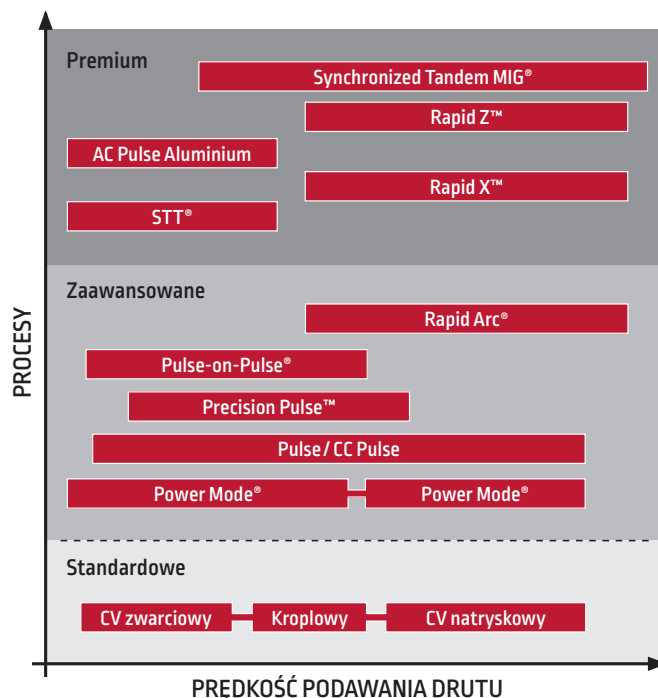 Premium
Synchronized Tandem MIG®
Rapid Z™
AC Pulse Aluminium
Rapid X™
STT®
Zaawansowane
Rapid Arc®
Pulse-on-Pulse®
Precision Pulse™
Pulse/CC Pulse
Power Mode® Power Mode®
Standardowe
CV zwarciowy Kroplowy CV natryskowy
PROCESY
PRĘDKOŚĆ PODAWANIA DRUTU